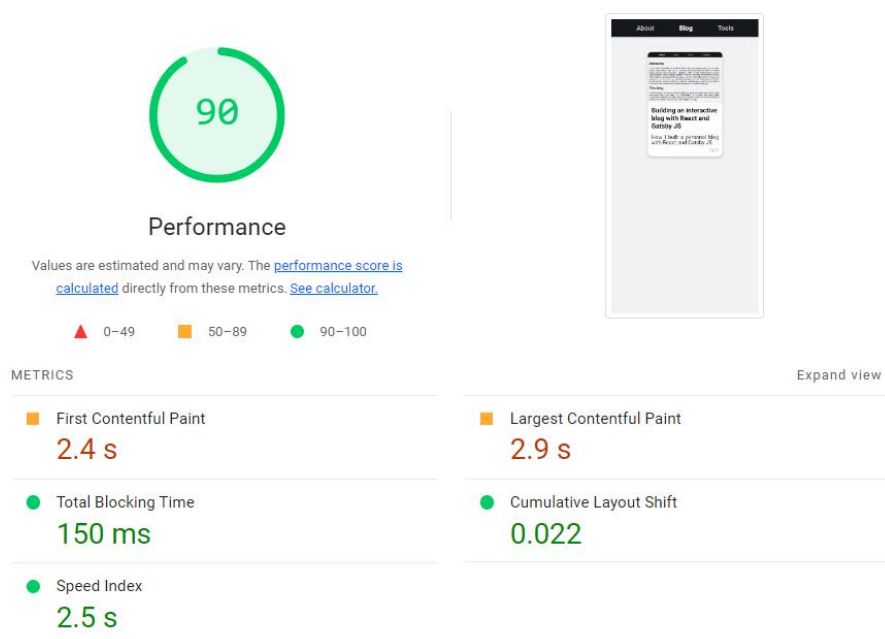 90
Performance
Values are estimated and may vary. The performance score is
calculated directly from these metrics. See calculator.
0–49
50–89
90–100
About Blog Tools
Building an interactive
blog with React and
Gatsby JS
How I built a personal blog
with React and Gatsby JS.
METRICS
Expand view
First Contentful Paint
2.4 s
Largest Contentful Paint
2.9 s
Total Blocking Time
150 ms
Cumulative Layout Shift
0.022
Speed Index
2.5 s